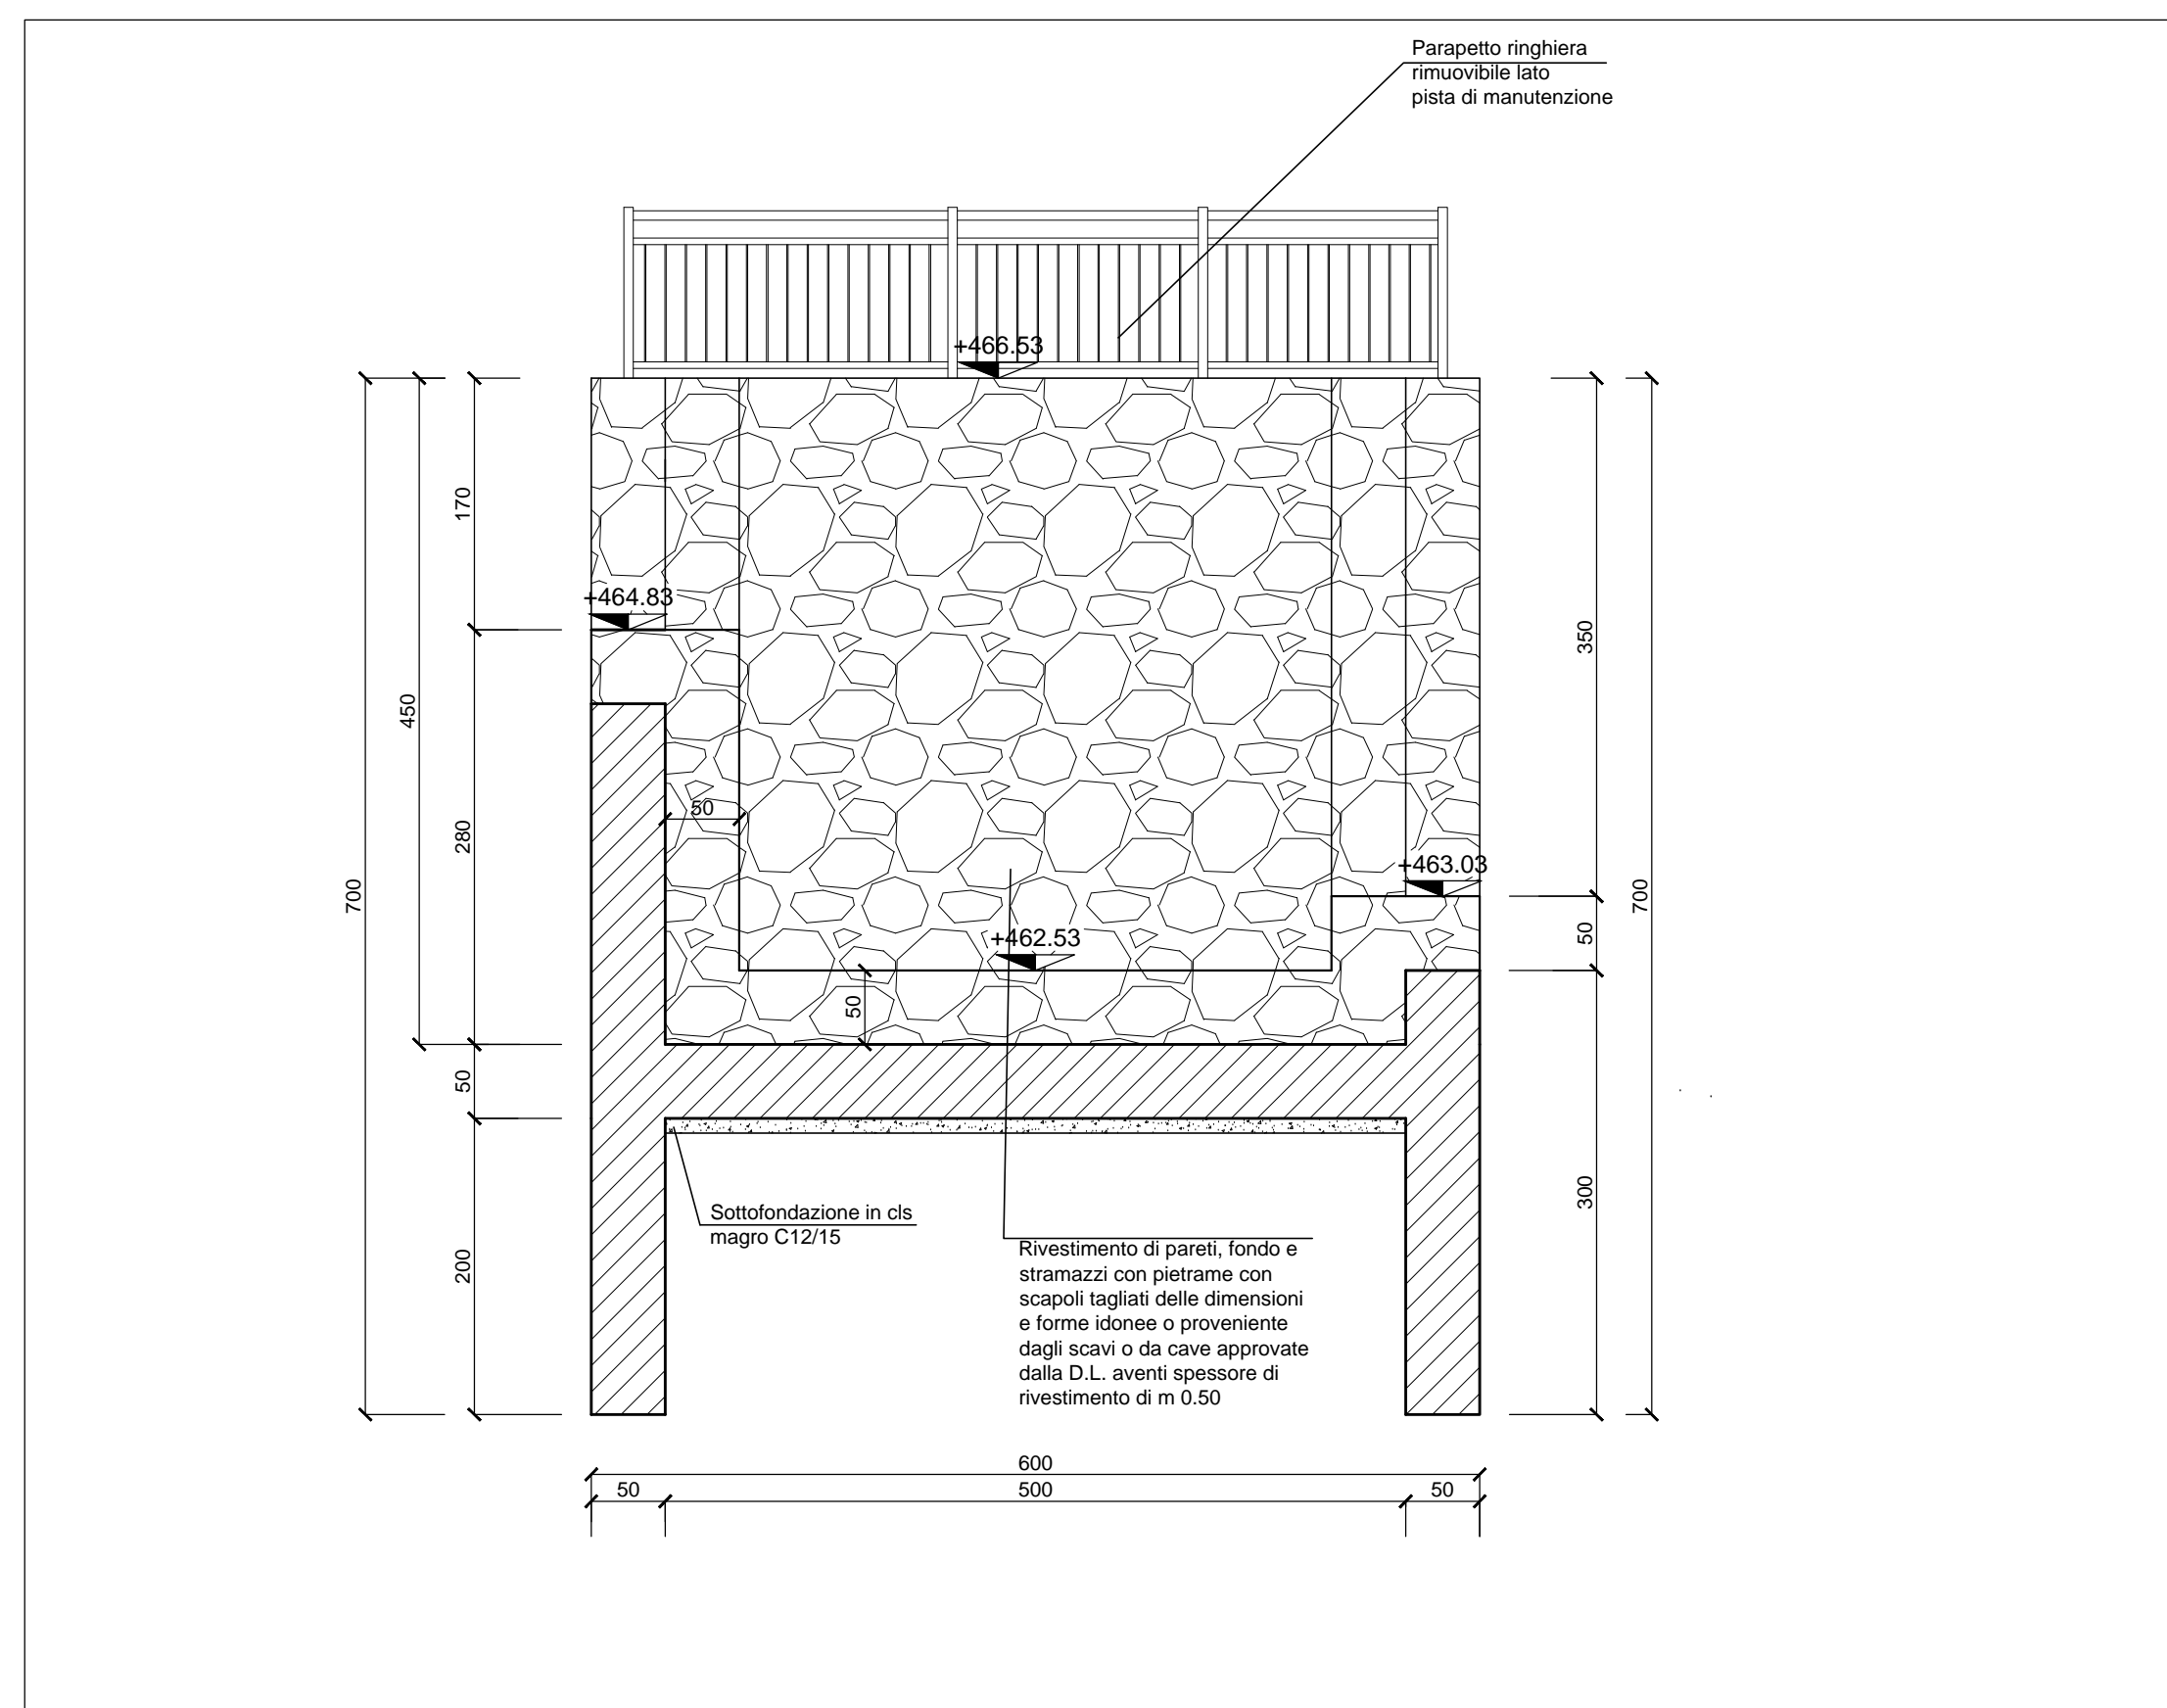 Parapetto ringhiera
rimuovibile lato
pista di manutenzione
+466.53
170
+464.83
350
450
280
50
700
+463.03
700
50
+462.53
50
50
300
200
Sottofondazione in cls
magro C12/15
Rivestimento di pareti, fondo e
stramazzi con pietrame con
scapoli tagliati delle dimensioni
e forme idonee o proveniente
dagli scavi o da cave approvate
dalla D.L. aventi spessore di
rivestimento di m 0.50
600
50 500 50